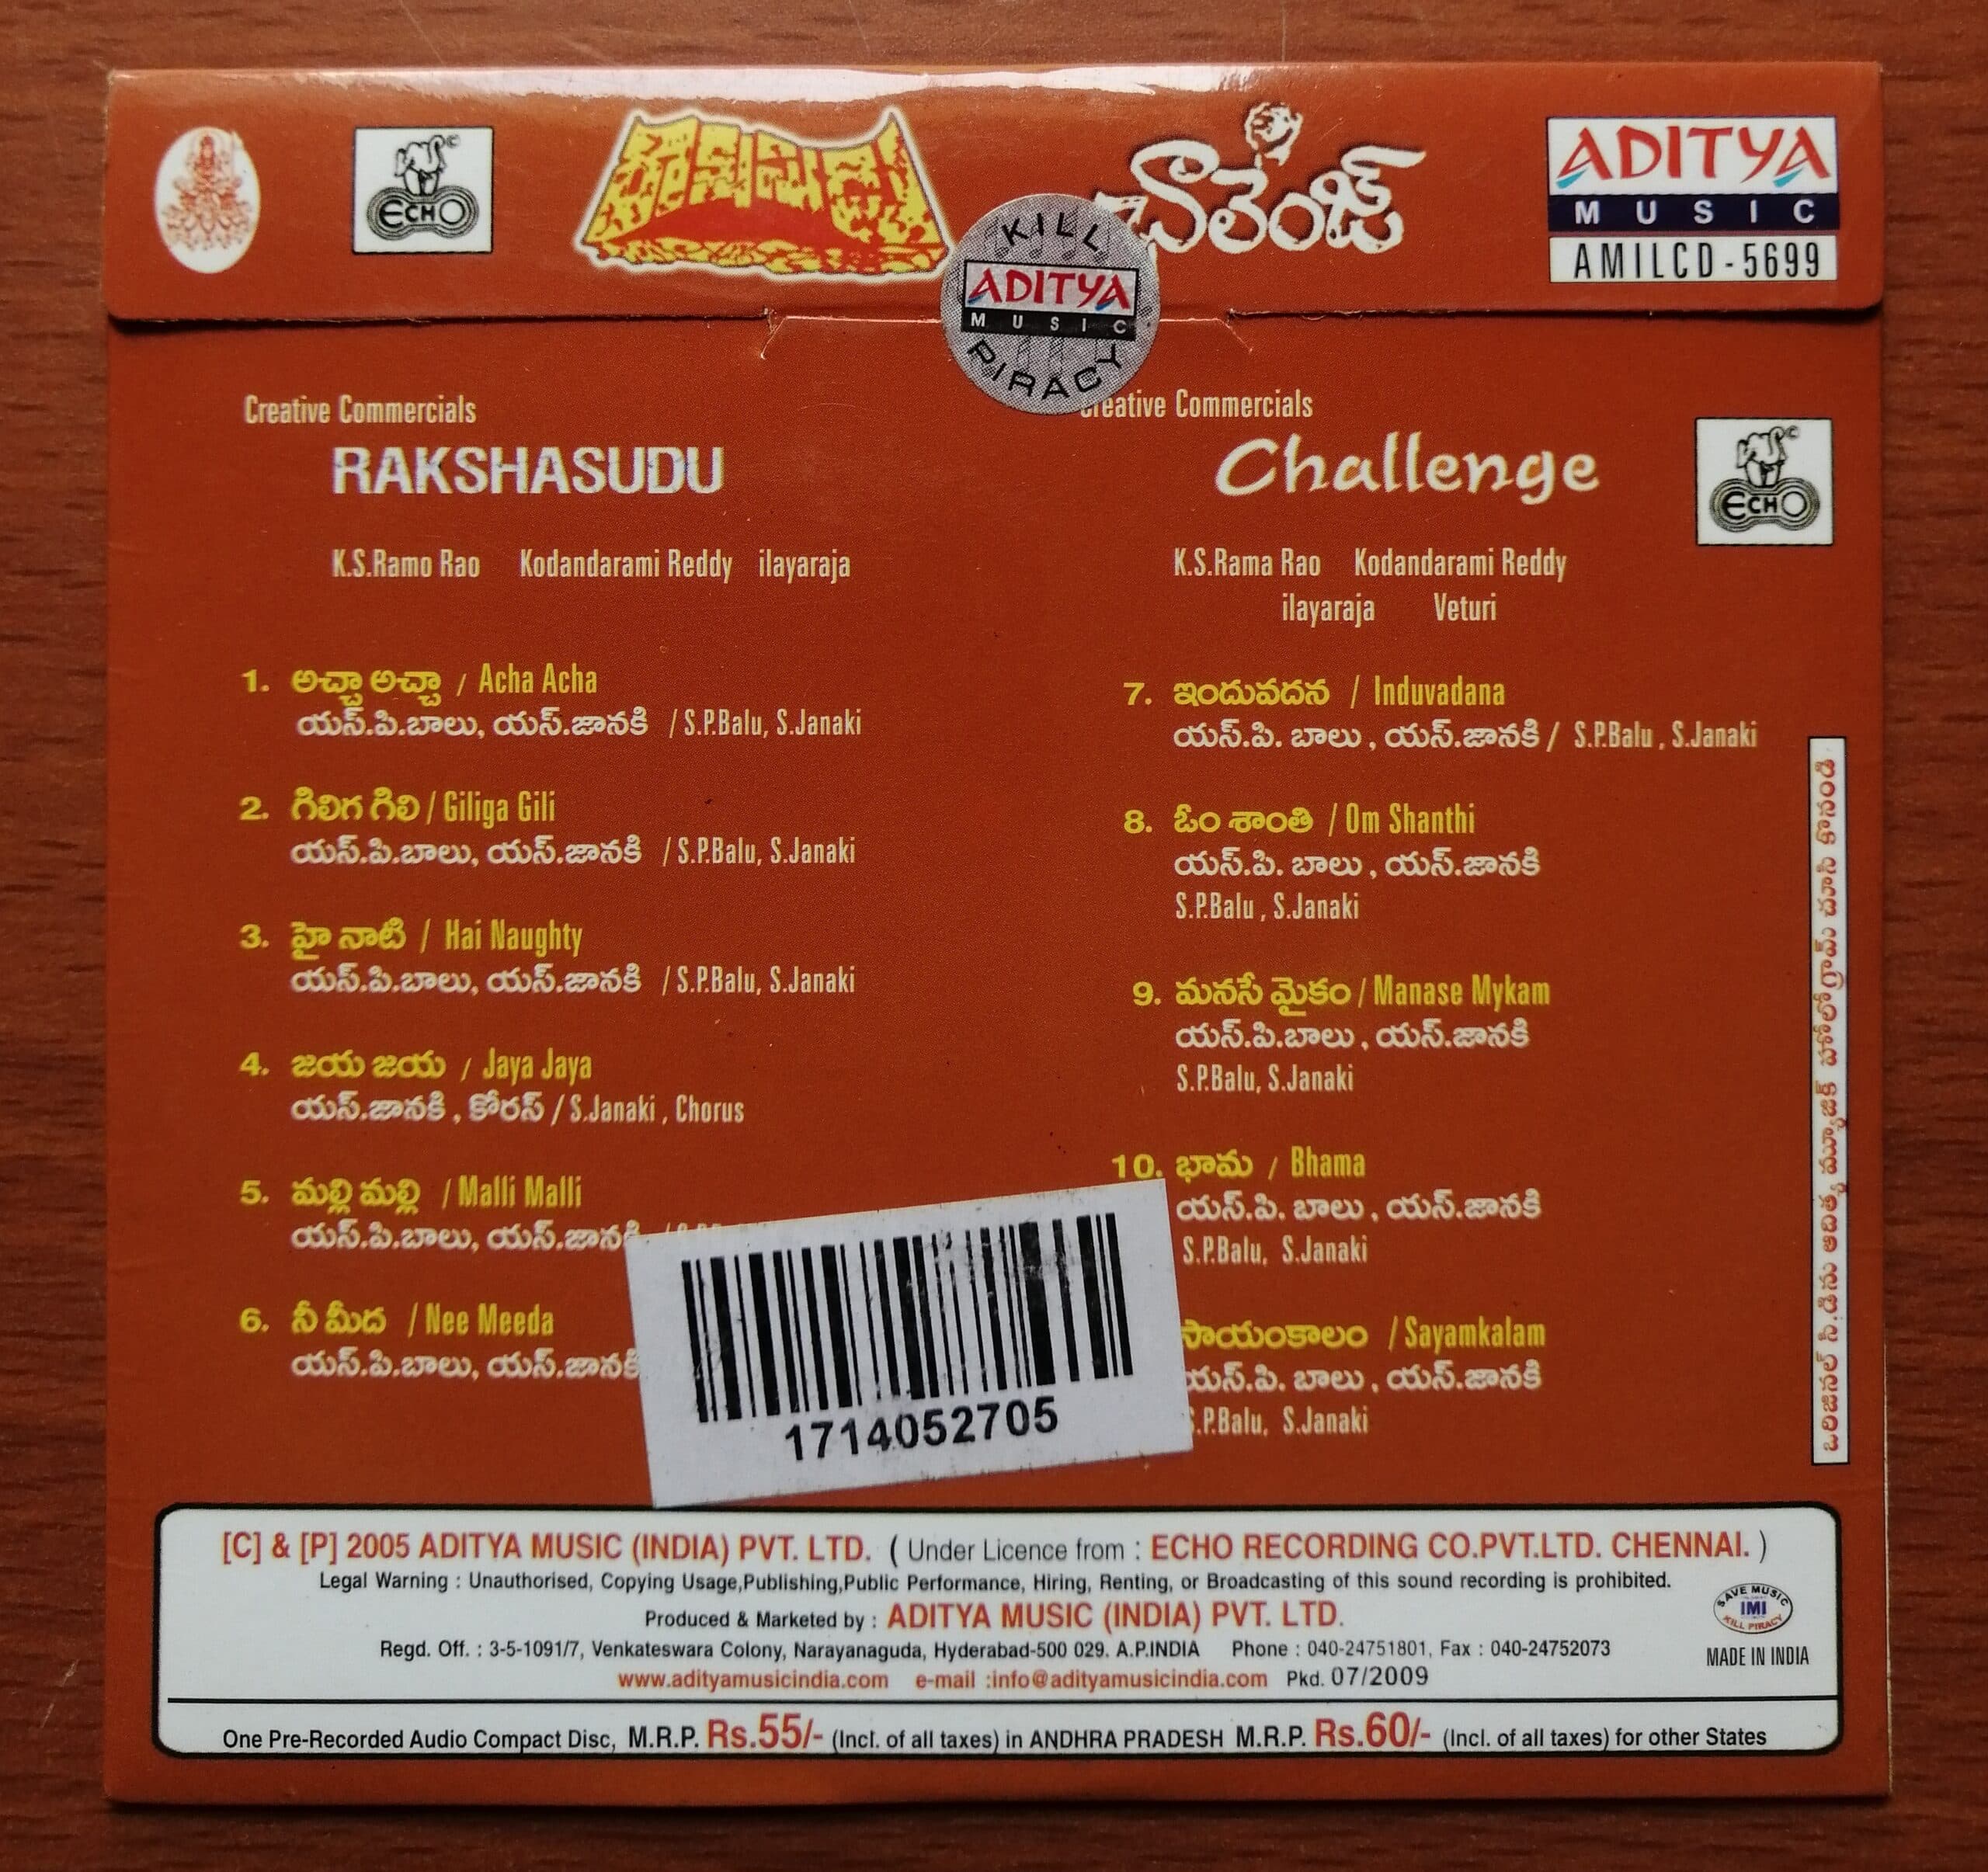 ECHO
రాక్షసుడు
ఛాలెంజ్
ADITYA
MUSIC
AMILCD-5699
KILL
ADITYA
MUSIC
PIRACY
Creative Commercials
RAKSHASUDU
K.S.Ramo Rao Kodandarami Reddy ilayaraja
1. అచ్చా అచ్చా / Acha Acha
యస్.పి.బాలు, యస్.జానకి / S.P.Balu, S.Janaki
2. గిలిగ గిలి / Giliga Gili
యస్.పి.బాలు, యస్.జానకి / S.P.Balu, S.Janaki
3. హై నాటి / Hai Naughty
యస్.పి.బాలు, యస్.జానకి / S.P.Balu, S.Janaki
4. జయ జయ / Jaya Jaya
యస్.జానకి , కోరస్ / S.Janaki , Chorus
5. మల్లి మల్లి / Malli Malli
యస్.పి.బాలు, యస్.జానకి
6. నీ మీద / Nee Meeda
యస్.పి.బాలు, యస్.జానకి
Creative Commercials
Challenge
ECHO
K.S.Rama Rao Kodandarami Reddy
ilayaraja Veturi
7. ఇందువదన / Induvadana
యస్.పి. బాలు , యస్.జానకి / S.P.Balu , S.Janaki
8. ఓం శాంతి / Om Shanthi
యస్.పి. బాలు , యస్.జానకి
S.P.Balu , S.Janaki
9. మనసే మైకం / Manase Mykam
యస్.పి.బాలు , యస్.జానకి
S.P.Balu, S.Janaki
10. భామ / Bhama
యస్.పి. బాలు , యస్.జానకి
S.P.Balu, S.Janaki
సాయంకాలం / Sayamkalam
యస్.పి. బాలు , యస్.జానకి
S.P.Balu, S.Janaki
ఒరిజినల్ సి.డి.ను ఆదిత్య మ్యూజిక్ హాలోగ్రామ్ చూసి కొనండి
1714052705
[C] & [P] 2005 ADITYA MUSIC (INDIA) PVT. LTD. ( Under Licence from : ECHO RECORDING CO.PVT.LTD. CHENNAI. )
Legal Warning : Unauthorised, Copying Usage,Publishing,Public Performance, Hiring, Renting, or Broadcasting of this sound recording is prohibited.
Produced & Marketed by : ADITYA MUSIC (INDIA) PVT. LTD.
Regd. Off. : 3-5-1091/7, Venkateswara Colony, Narayanaguda, Hyderabad-500 029. A.P.INDIA Phone : 040-24751801, Fax : 040-24752073
www.adityamusicindia.com e-mail :info@adityamusicindia.com Pkd. 07/2009
SAVE MUSIC
IMI
KILL PIRACY
MADE IN INDIA
One Pre-Recorded Audio Compact Disc, M.R.P. Rs.55/- (Incl. of all taxes) in ANDHRA PRADESH M.R.P. Rs.60/- (Incl. of all taxes) for other States